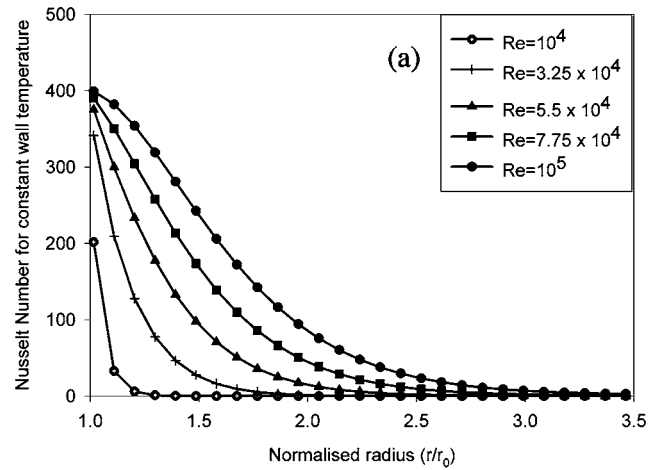 500
400
300
200
100
0
Nusselt Number for constant wall temperature
(a)
Re=10⁴
Re=3.25 x 10⁴
Re=5.5 x 10⁴
Re=7.75 x 10⁴
Re=10⁵
1.0 1.5 2.0 2.5 3.0 3.5
Normalised radius (r/r₀)